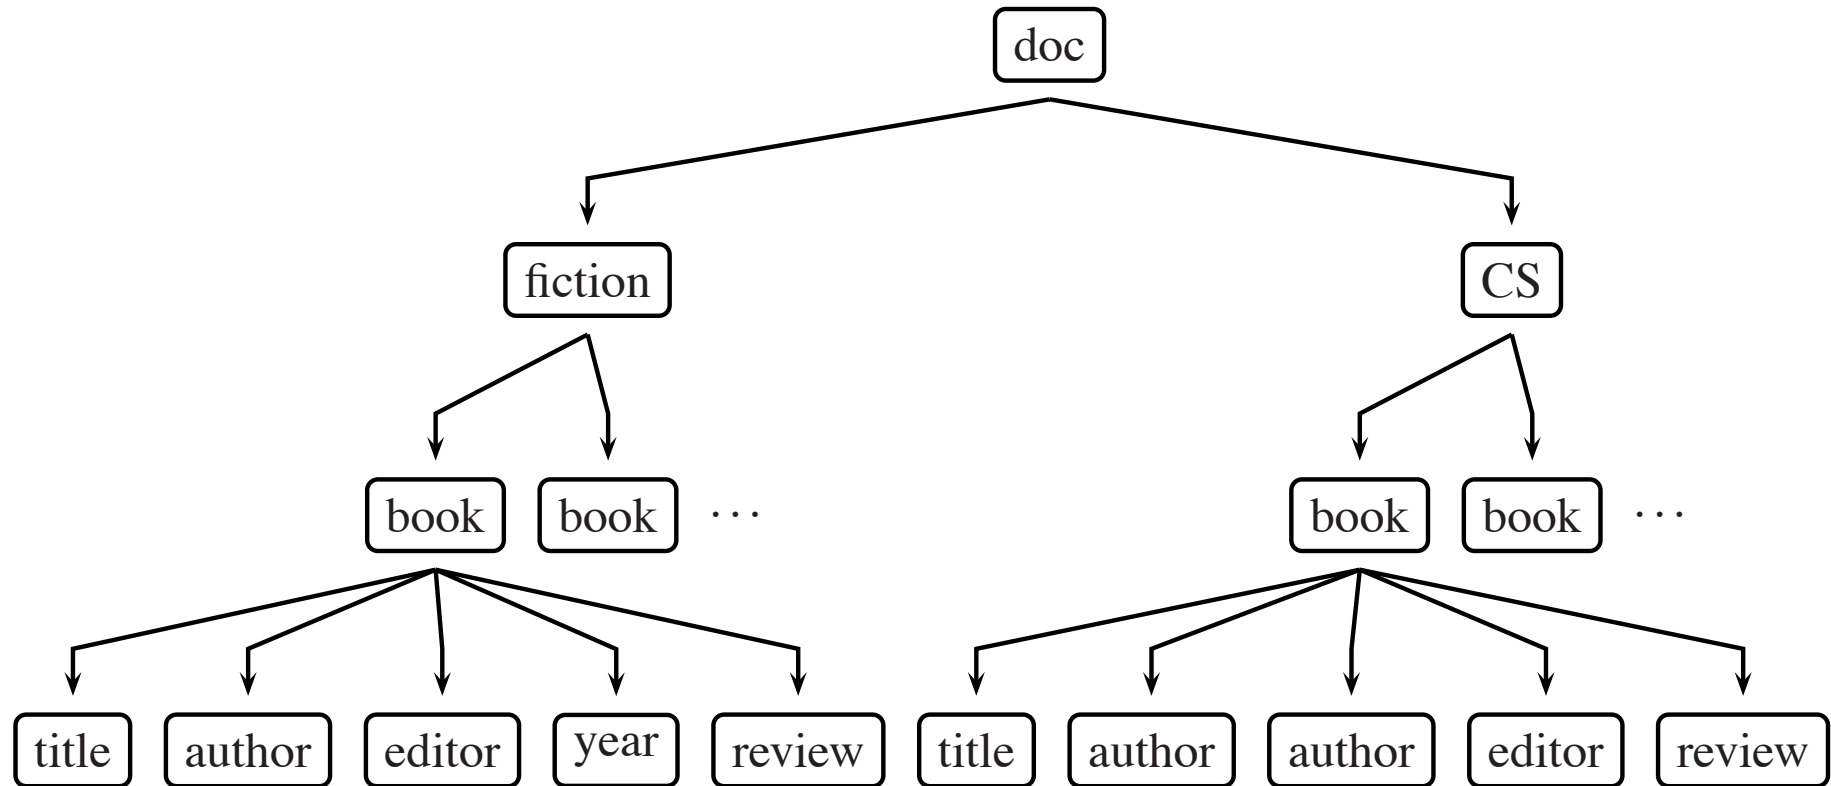 doc
fiction CS
book book ... book book ...
title author editor year review title author author editor review